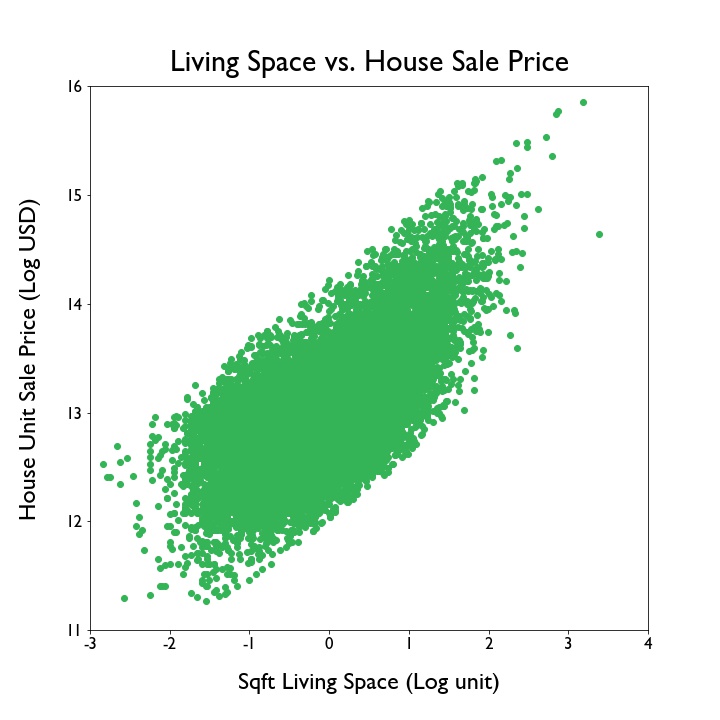 Living Space vs. House Sale Price
16
15
14
13
12
11
House Unit Sale Price (Log USD)
-3 -2 -1 0 1 2 3 4
Sqft Living Space (Log unit)